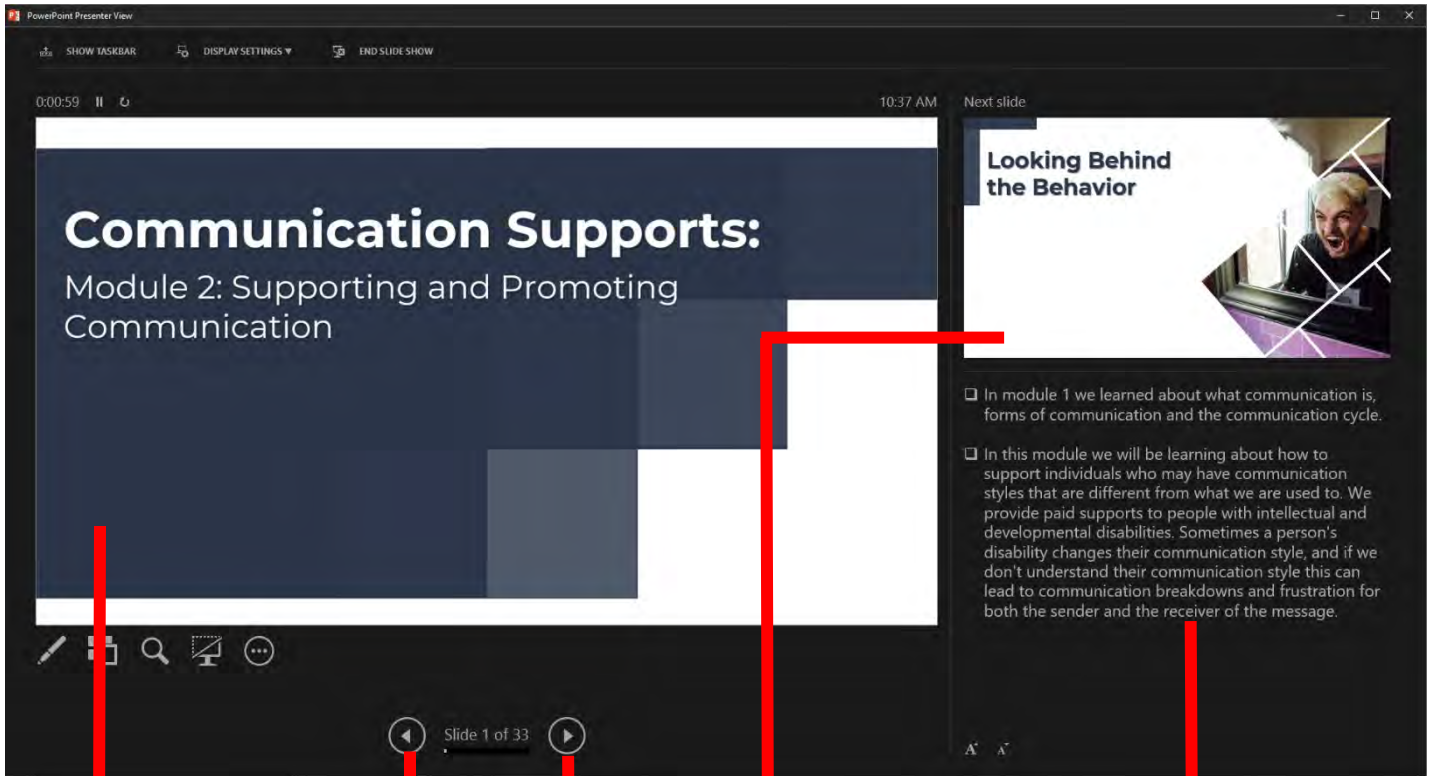 PowerPoint Presenter View
SHOW TASKBAR
DISPLAY SETTINGS ▼
END SLIDE SHOW
0:00:59
10:37 AM
Communication Supports:
Module 2: Supporting and Promoting
Communication
Slide 1 of 33
Next slide
Looking Behind
the Behavior
❑ In module 1 we learned about what communication is,
forms of communication and the communication cycle.
❑ In this module we will be learning about how to
support individuals who may have communication
styles that are different from what we are used to. We
provide paid supports to people with intellectual and
developmental disabilities. Sometimes a person's
disability changes their communication style, and if we
don't understand their communication style this can
lead to communication breakdowns and frustration for
both the sender and the receiver of the message.
A A